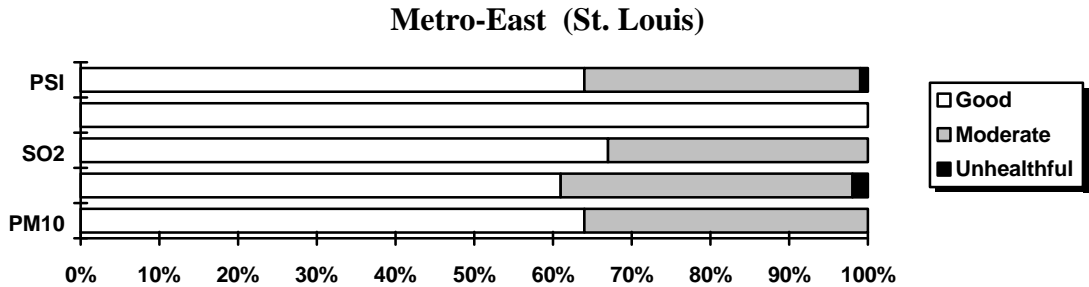 Metro-East (St. Louis)
PSI
SO2
PM10
0% 10% 20% 30% 40% 50% 60% 70% 80% 90% 100%
Good
Moderate
Unhealthful